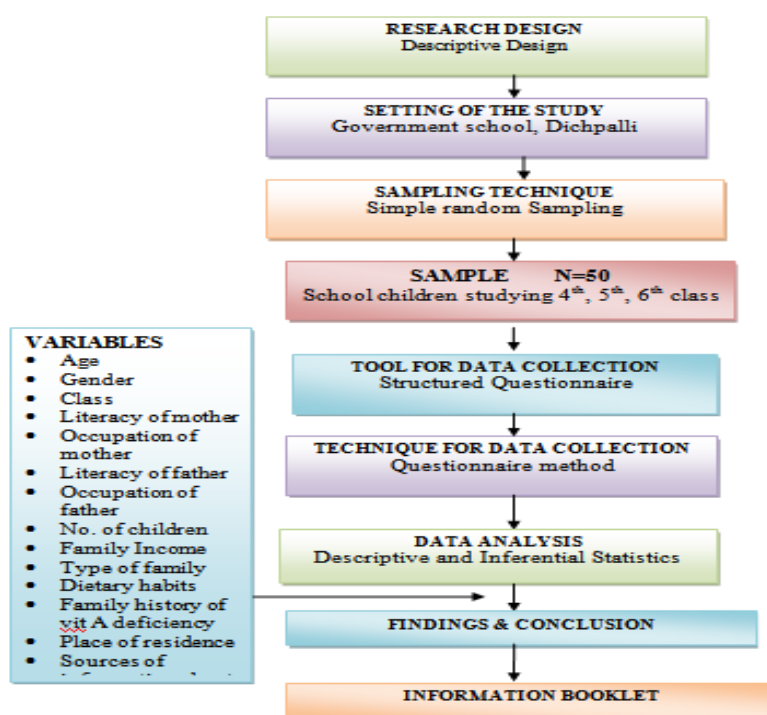 RESEARCH DESIGN
Descriptive Design
SETTING OF THE STUDY
Government school, Dichpalli
SAMPLING TECHNIQUE
Simple random Sampling
SAMPLE N=50
School children studying 4th, 5th, 6th class
VARIABLES
• Age
• Gender
• Class
• Literacy of mother
• Occupation of
mother
• Literacy of father
• Occupation of
father
• No. of children
• Family Income
• Type of family
• Dietary habits
• Family history of
vit A deficiency
• Place of residence
• Sources of
TOOL FOR DATA COLLECTION
Structured Questionnaire
TECHNIQUE FOR DATA COLLECTION
Questionnaire method
DATA ANALYSIS
Descriptive and Inferential Statistics
FINDINGS & CONCLUSION
INFORMATION BOOKLET